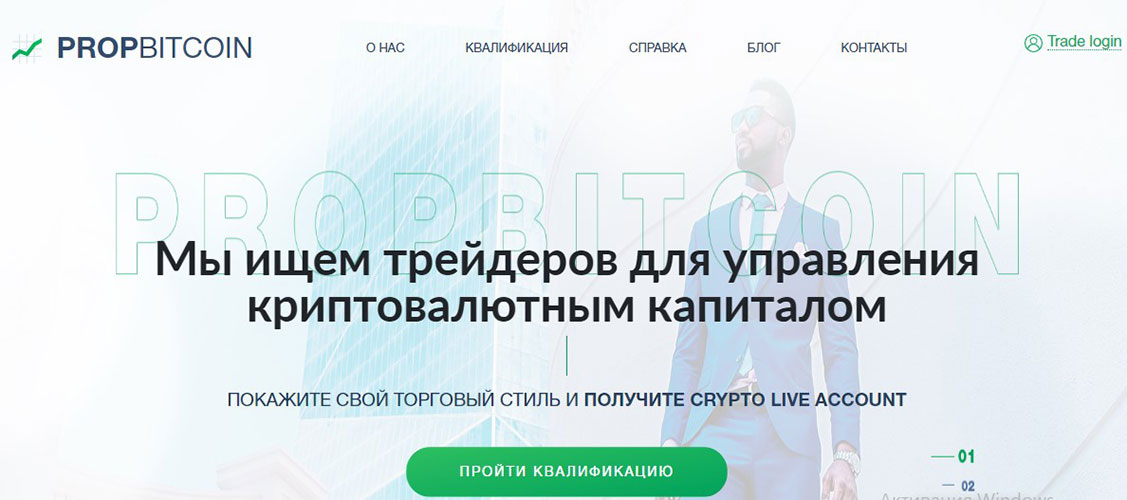 PROPBITCOIN
О НАС
КВАЛИФИКАЦИЯ
СПРАВКА
БЛОГ
КОНТАКТЫ
Trade login
PROPBITCOIN
Мы ищем трейдеров для управления
криптовалютным капиталом
ПОКАЖИТЕ СВОЙ ТОРГОВЫЙ СТИЛЬ И ПОЛУЧИТЕ CRYPTO LIVE ACCOUNT
ПРОЙТИ КВАЛИФИКАЦИЮ
01
02
Активация Windows